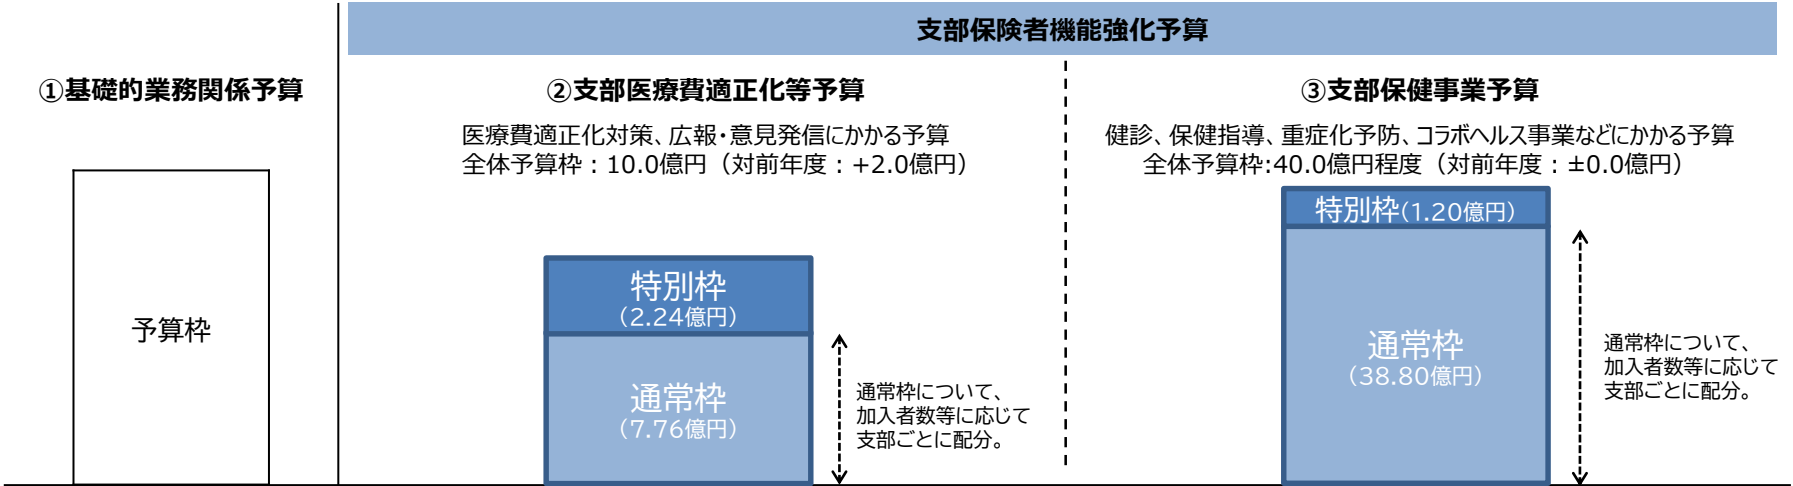 支部保険者機能強化予算
①基礎的業務関係予算
予算枠
②支部医療費適正化等予算
医療費適正化対策、広報・意見発信にかかる予算
全体予算枠：10.0億円（対前年度：+2.0億円）
特別枠
（2.24億円）
通常枠
（7.76億円）
通常枠について、
加入者数等に応じて
支部ごとに配分。
③支部保健事業予算
健診、保健指導、重症化予防、コラボヘルス事業などにかかる予算
全体予算枠:40.0億円程度（対前年度：±0.0億円）
特別枠（1.20億円）
通常枠
（38.80億円）
通常枠について、
加入者数等に応じて
支部ごとに配分。